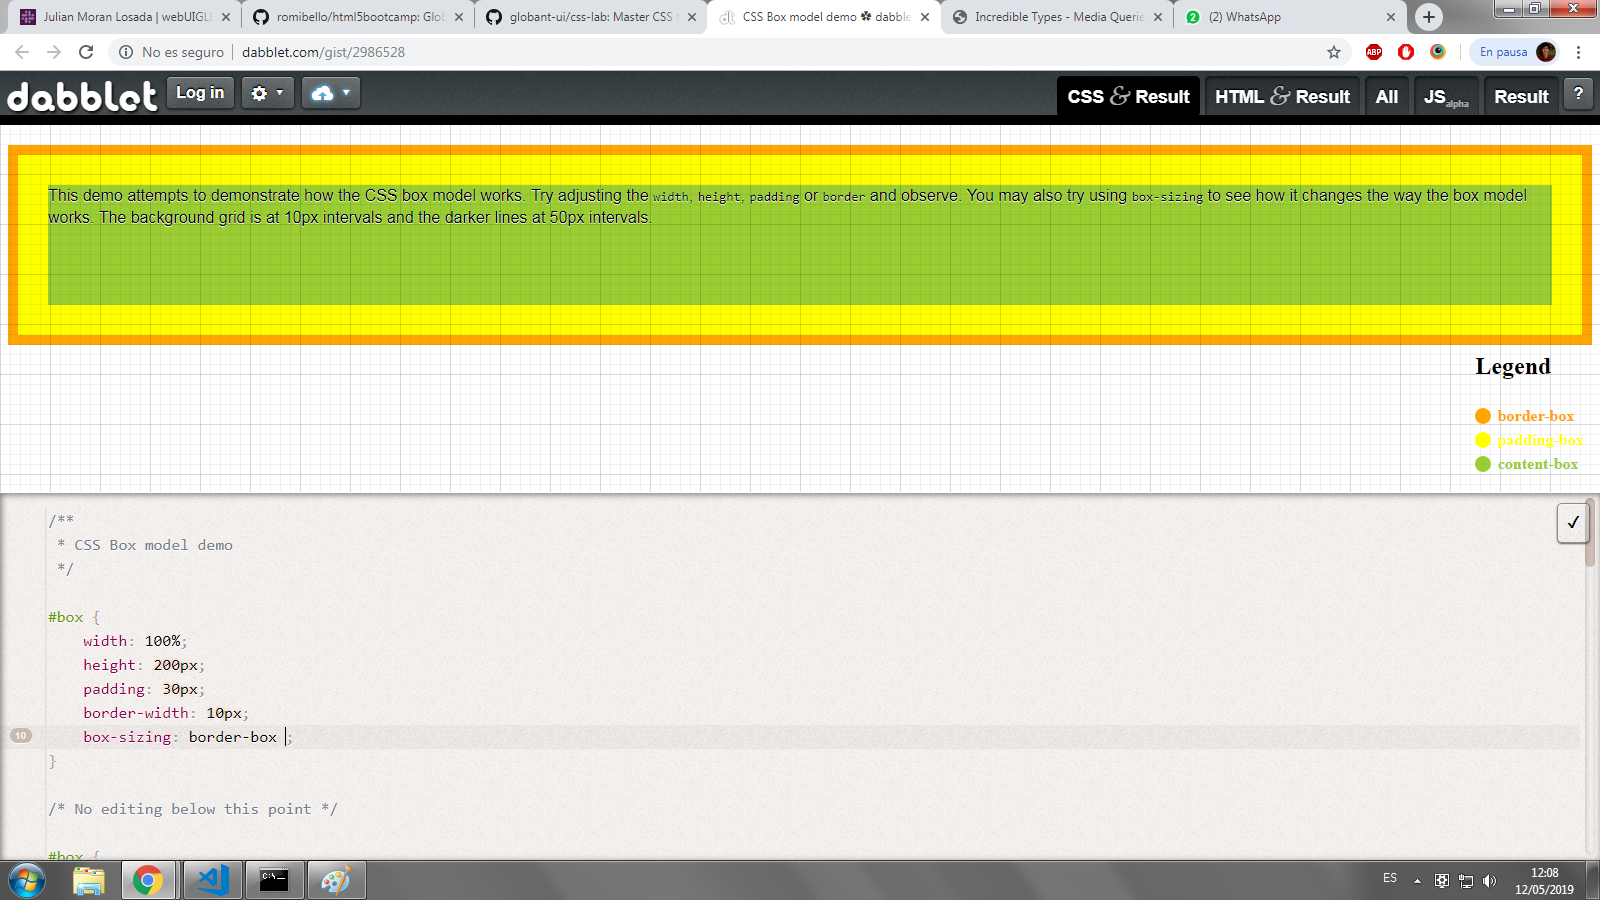 Julian Moran Losada | webUIGLE
romibello/html5bootcamp: Glob
globant-ui/css-lab: Master CSS
CSS Box model demo ✽ dabble
Incredible Types - Media Querie
(2) WhatsApp
No es seguro | dabblet.com/gist/2986528
ABP
En pausa
dabblet
Log in
CSS & Result
HTML & Result
All
JS alpha
Result
?
This demo attempts to demonstrate how the CSS box model works. Try adjusting the width, height, padding or border and observe. You may also try using box-sizing to see how it changes the way the box model
works. The background grid is at 10px intervals and the darker lines at 50px intervals.
Legend
border-box
padding-box
content-box
/**
* CSS Box model demo
*/
#box {
width: 100%;
height: 200px;
padding: 30px;
border-width: 10px;
10
box-sizing: border-box ;
}
/* No editing below this point */
#box {
ES
12:08
12/05/2019